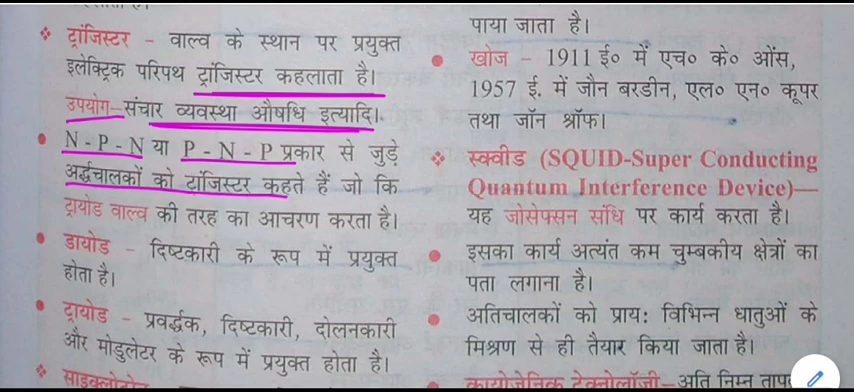 ❖ ट्रांजिस्टर – वाल्व के स्थान पर प्रयुक्त
इलेक्ट्रिक परिपथ ट्रांजिस्टर कहलाता है।
उपयोग–संचार व्यवस्था औषधि इत्यादि।
● N - P - N या P - N - P प्रकार से जुड़े
अर्द्धचालकों को ट्रांजिस्टर कहते हैं जो कि
ट्रायोड वाल्व की तरह का आचरण करता है।
● डायोड – दिष्टकारी के रूप में प्रयुक्त
होता है।
● ट्रायोड – प्रवर्द्धक, दिष्टकारी, दोलनकारी
और मोडुलेटर के रूप में प्रयुक्त होता है।
पाया जाता है।
● खोज – 1911 ई० में एच० के० ओंस,
1957 ई. में जौन बरडीन, एल० एन० कूपर
तथा जॉन श्रॉफ।
❖ स्क्वीड (SQUID-Super Conducting
Quantum Interference Device)—
यह जोसेफ्सन संधि पर कार्य करता है।
● इसका कार्य अत्यंत कम चुम्बकीय क्षेत्रों का
पता लगाना है।
● अतिचालकों को प्राय: विभिन्न धातुओं के
मिश्रण से ही तैयार किया जाता है।
● क्रायोजेनिक टेक्नोलॉजी–अति निम्न ताप